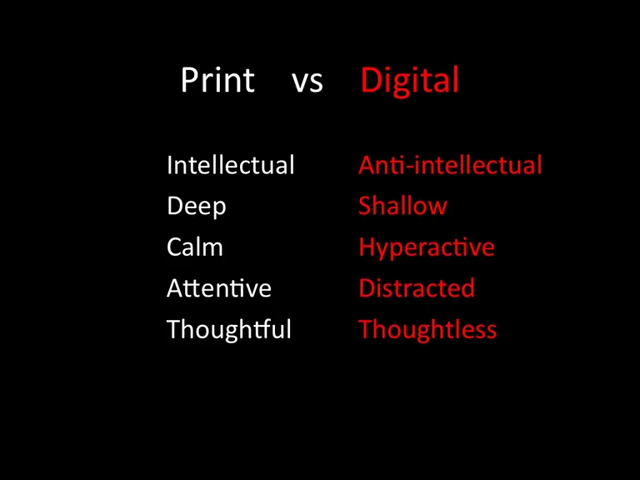 Print vs Digital
Intellectual Anti-intellectual
Deep Shallow
Calm Hyperactive
Attentive Distracted
Thoughtful Thoughtless